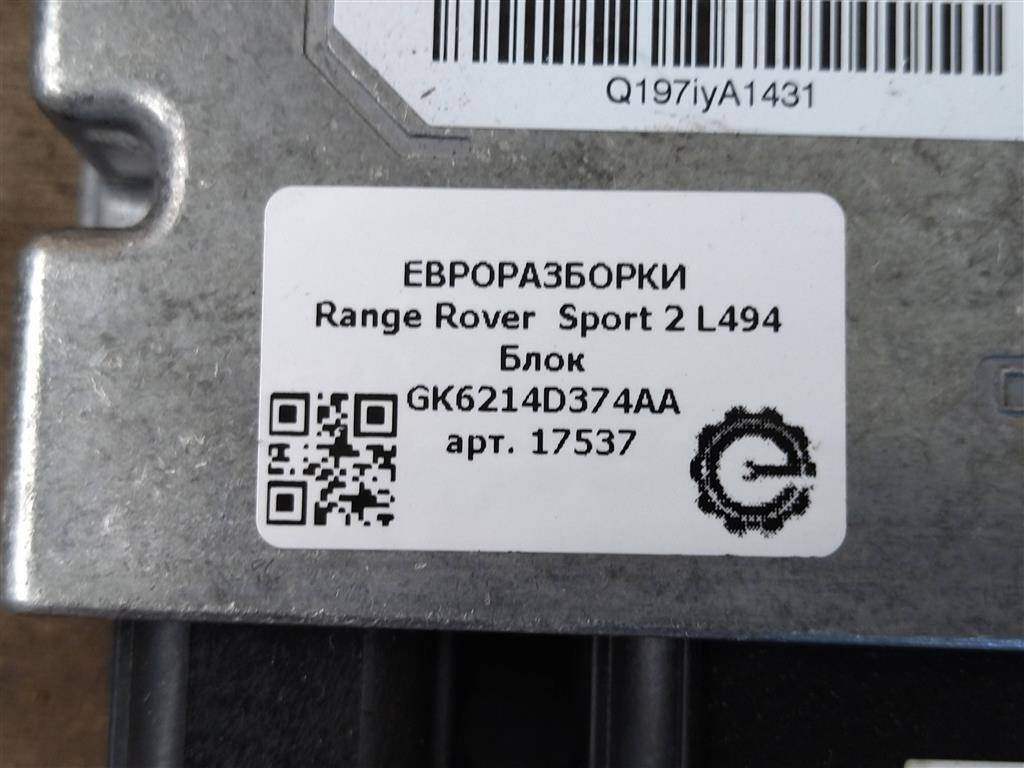 Q197iyA1431
ЕВРОРАЗБОРКИ
Range Rover Sport 2 L494
Блок
GK6214D374AA
арт. 17537